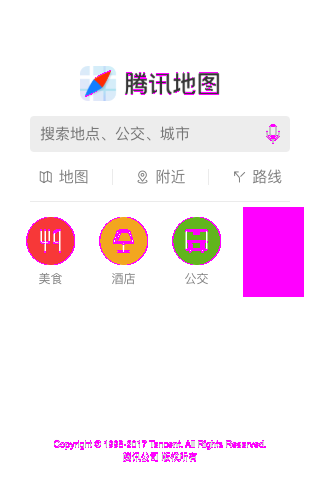 腾讯地图
搜索地点、公交、城市
地图 附近 路线
美食 酒店 公交
Copyright © 1998-2017 Tencent. All Rights Reserved.
腾讯公司 版权所有